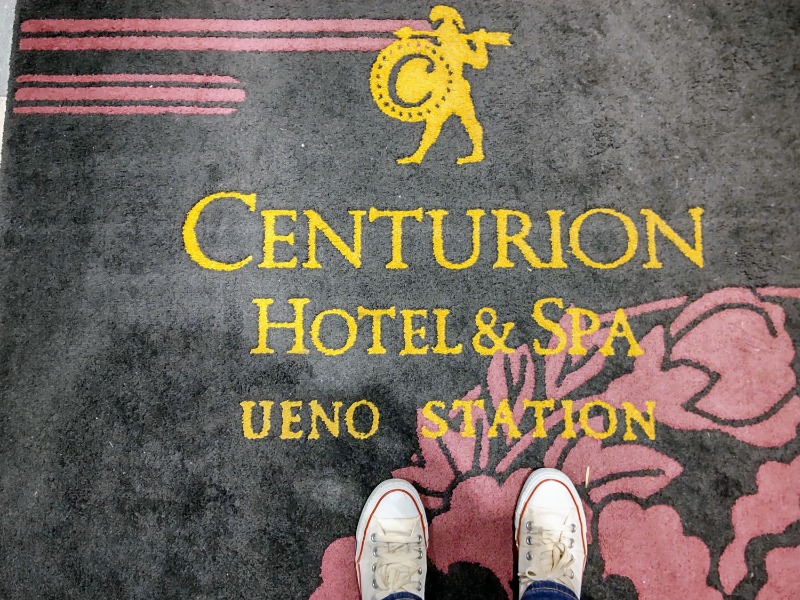 C
CENTURION
HOTEL & SPA
UENO STATION